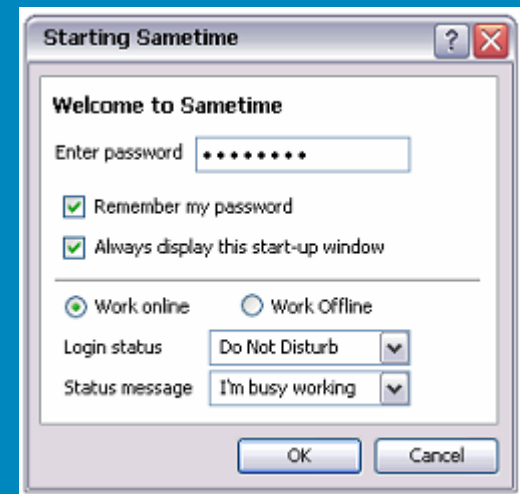 Starting Sametime
Welcome to Sametime
Enter password ••••••••
Remember my password
Always display this start-up window
Work online Work Offline
Login status Do Not Disturb
Status message I'm busy working
OK Cancel